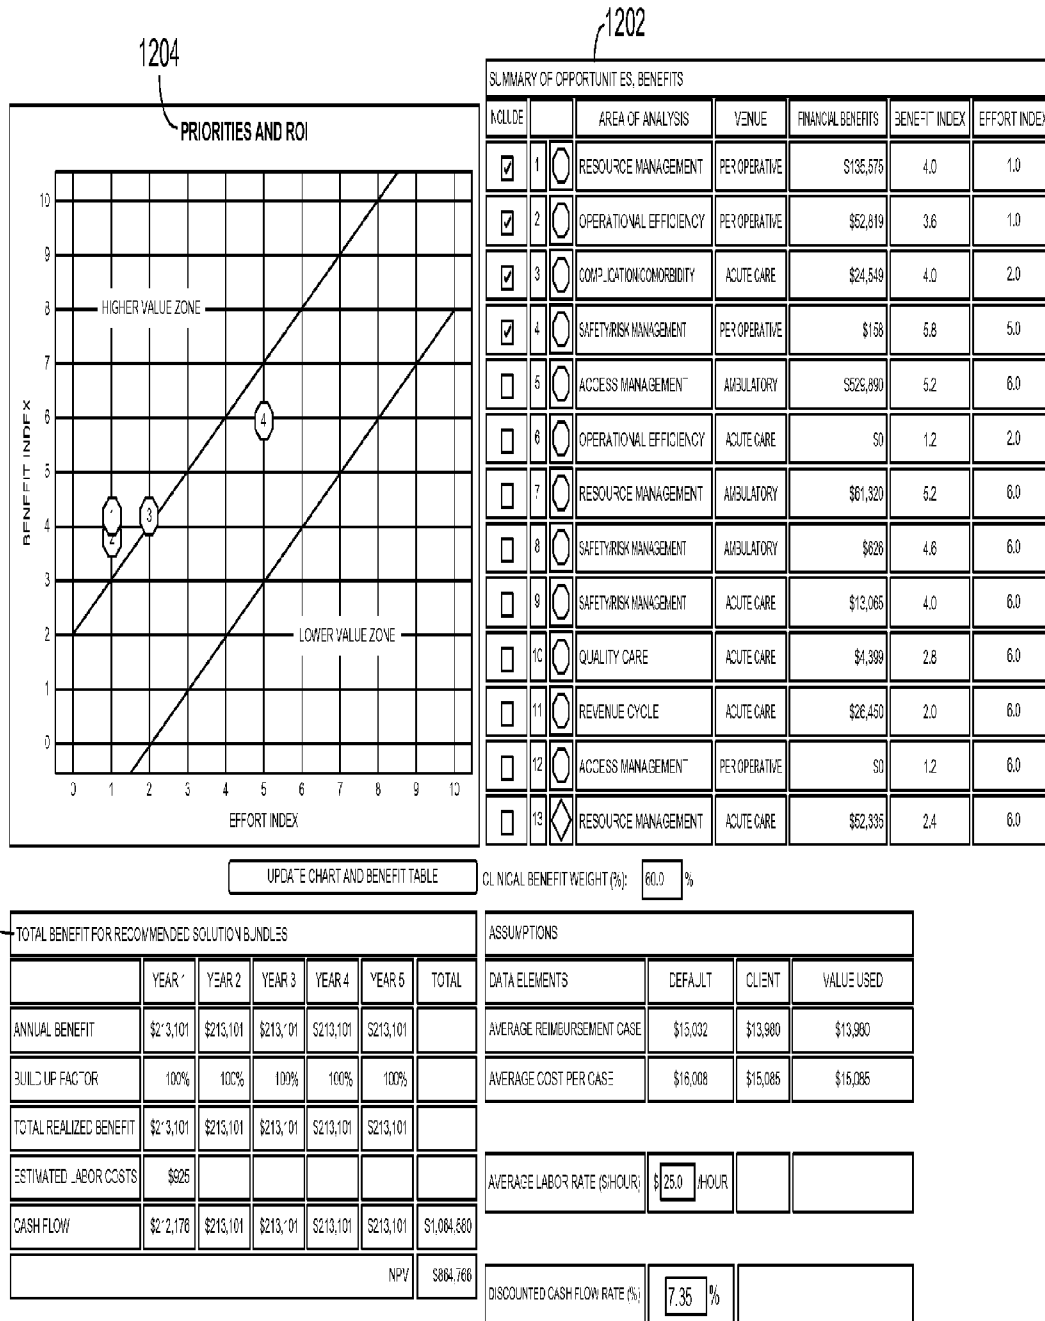 1202
1204
SUMMARY OF OPPORTUNITIES, BENEFITS
INCLUDE AREA OF ANALYSIS VENUE FINANCIAL BENEFITS BENEFIT INDEX EFFORT INDEX
1 RESOURCE MANAGEMENT PERIOPERATIVE $135,575 4.0 1.0
2 OPERATIONAL EFFICIENCY PERIOPERATIVE $52,819 3.6 1.0
3 COMPLICATION/COMORBIDITY ACUTE CARE $24,549 4.0 2.0
4 SAFETY/RISK MANAGEMENT PERIOPERATIVE $158 5.8 5.0
5 ACCESS MANAGEMENT AMBULATORY $529,890 5.2 6.0
6 OPERATIONAL EFFICIENCY ACUTE CARE $0 1.2 2.0
7 RESOURCE MANAGEMENT AMBULATORY $61,320 5.2 6.0
8 SAFETY/RISK MANAGEMENT AMBULATORY $626 4.6 6.0
9 SAFETY/RISK MANAGEMENT ACUTE CARE $13,065 4.0 6.0
10 QUALITY CARE ACUTE CARE $4,399 2.8 6.0
11 REVENUE CYCLE ACUTE CARE $26,450 2.0 6.0
12 ACCESS MANAGEMENT PERIOPERATIVE $0 1.2 6.0
13 RESOURCE MANAGEMENT ACUTE CARE $52,335 2.4 6.0
PRIORITIES AND ROI
10
9
8
7
6
5
4
3
2
1
0
BENEFIT INDEX
HIGHER VALUE ZONE
4
1
2
3
LOWER VALUE ZONE
0 1 2 3 4 5 6 7 8 9 10
EFFORT INDEX
UPDATE CHART AND BENEFIT TABLE
CLINICAL BENEFIT WEIGHT (%): 60.0 %
TOTAL BENEFIT FOR RECOMMENDED SOLUTION BUNDLES
YEAR 1 YEAR 2 YEAR 3 YEAR 4 YEAR 5 TOTAL
ANNUAL BENEFIT $213,101 $213,101 $213,101 $213,101 $213,101
BUILD UP FACTOR 100% 100% 100% 100% 100%
TOTAL REALIZED BENEFIT $213,101 $213,101 $213,101 $213,101 $213,101
ESTIMATED LABOR COSTS $925
CASH FLOW $212,176 $213,101 $213,101 $213,101 $213,101 $1,064,580
NPV $864,766
ASSUMPTIONS
DATA ELEMENTS DEFAULT CLIENT VALUE USED
AVERAGE REIMBURSEMENT CASE $15,032 $13,980 $13,980
AVERAGE COST PER CASE $16,008 $15,085 $15,085
AVERAGE LABOR RATE ($/HOUR) $ 25.0 /HOUR
DISCOUNTED CASH FLOW RATE (%) 7.35 %